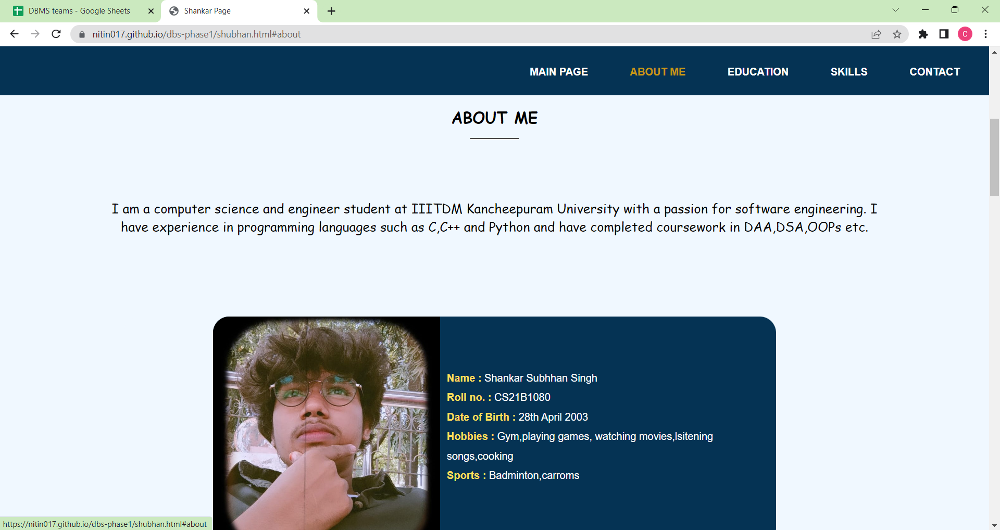 DBMS teams - Google Sheets
Shankar Page
nitin017.github.io/dbs-phase1/shubhan.html#about
C
MAIN PAGE
ABOUT ME
EDUCATION
SKILLS
CONTACT
ABOUT ME
I am a computer science and engineer student at IIITDM Kancheepuram University with a passion for software engineering. I
have experience in programming languages such as C,C++ and Python and have completed coursework in DAA,DSA,OOPs etc.
Name : Shankar Subhhan Singh
Roll no. : CS21B1080
Date of Birth : 28th April 2003
Hobbies : Gym,playing games, watching movies,lsitening
songs,cooking
Sports : Badminton,carroms
https://nitin017.github.io/dbs-phase1/shubhan.html#about